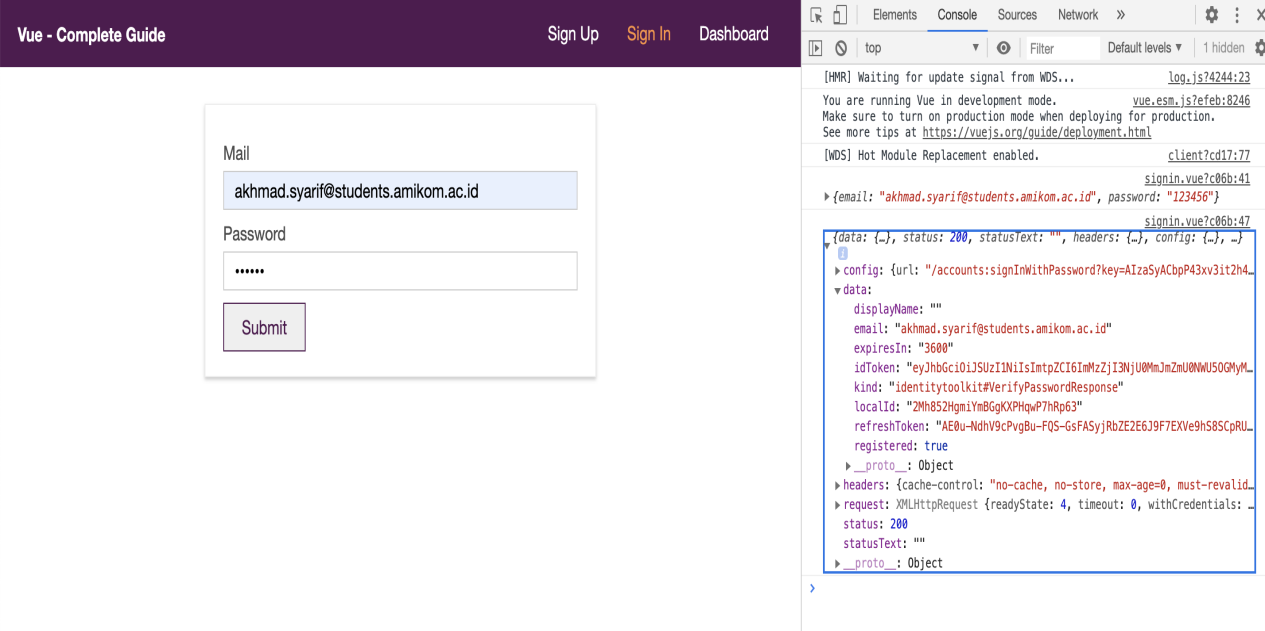 Vue - Complete Guide
Sign Up Sign In Dashboard
Mail
akhmad.syarif@students.amikom.ac.id
Password
••••••
Submit
Elements Console Sources Network »
top ▼ Filter Default levels ▼ 1 hidden
[HMR] Waiting for update signal from WDS... log.js?4244:23
You are running Vue in development mode. vue.esm.js?efeb:8246
Make sure to turn on production mode when deploying for production.
See more tips at https://vuejs.org/guide/deployment.html
[WDS] Hot Module Replacement enabled. client?cd17:77
signin.vue?c06b:41
{email: "akhmad.syarif@students.amikom.ac.id", password: "123456"}
signin.vue?c06b:47
{data: {…}, status: 200, statusText: "", headers: {…}, config: {…}, …}
i
config: {url: "/accounts:signInWithPassword?key=AIzaSyACbpP43xv3it2h4…
data:
displayName: ""
email: "akhmad.syarif@students.amikom.ac.id"
expiresIn: "3600"
idToken: "eyJhbGciOiJSUzI1NiIsImtpZCI6ImMzZjI3NjU0MmJmZmU0NWU5OGMyM…
kind: "identitytoolkit#VerifyPasswordResponse"
localId: "2Mh852HgmiYmBGgKXPHqwP7hRp63"
refreshToken: "AE0u-NdhV9cPvgBu-FQS-GsFASyjRbZE2E6J9F7EXVe9hS8SCpRU…
registered: true
__proto__: Object
headers: {cache-control: "no-cache, no-store, max-age=0, must-revalid…
request: XMLHttpRequest {readyState: 4, timeout: 0, withCredentials: …
status: 200
statusText: ""
__proto__: Object